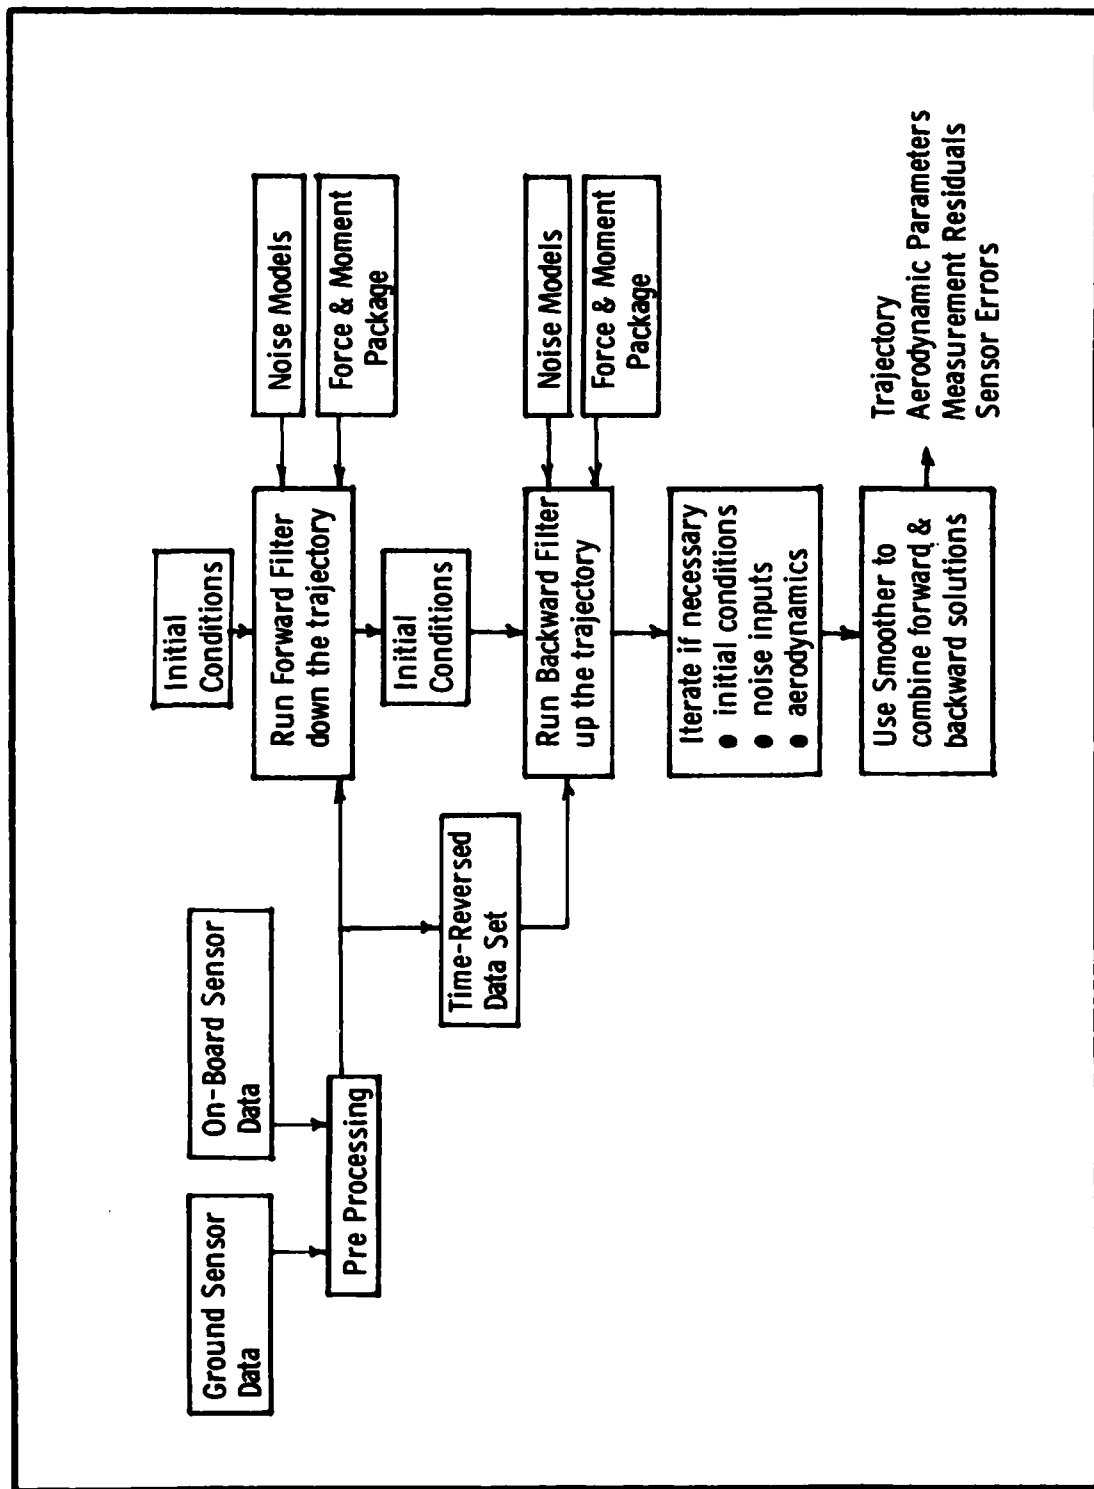 Ground Sensor
Data
On-Board Sensor
Data
Pre Processing
Time-Reversed
Data Set
Initial
Conditions
Run Forward Filter
down the trajectory
Noise Models
Force & Moment
Package
Initial
Conditions
Run Backward Filter
up the trajectory
Noise Models
Force & Moment
Package
Iterate if necessary
● initial conditions
● noise inputs
● aerodynamics
Use Smoother to
combine forward &
backward solutions
Trajectory
Aerodynamic Parameters
Measurement Residuals
Sensor Errors